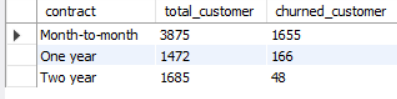 contract total_customer churned_customer
Month-to-month 3875 1655
One year 1472 166
Two year 1685 48